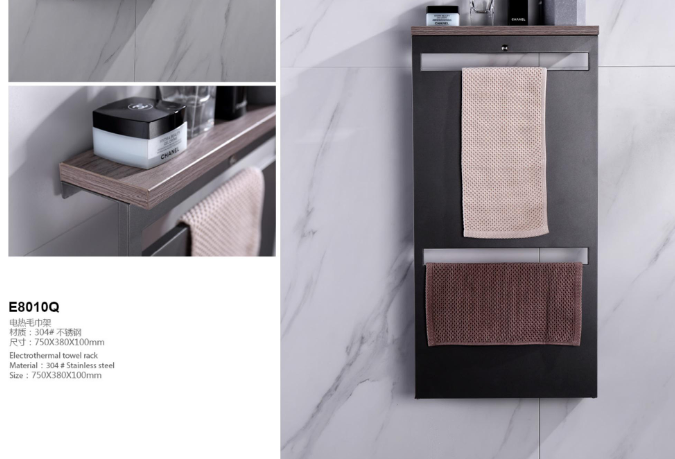 CHANEL
CHANEL
E8010Q
电热毛巾架
材质：304# 不锈钢
尺寸：750X380X100mm
Electrothermal towel rack
Material：304 # Stainless steel
Size：750X380X100mm